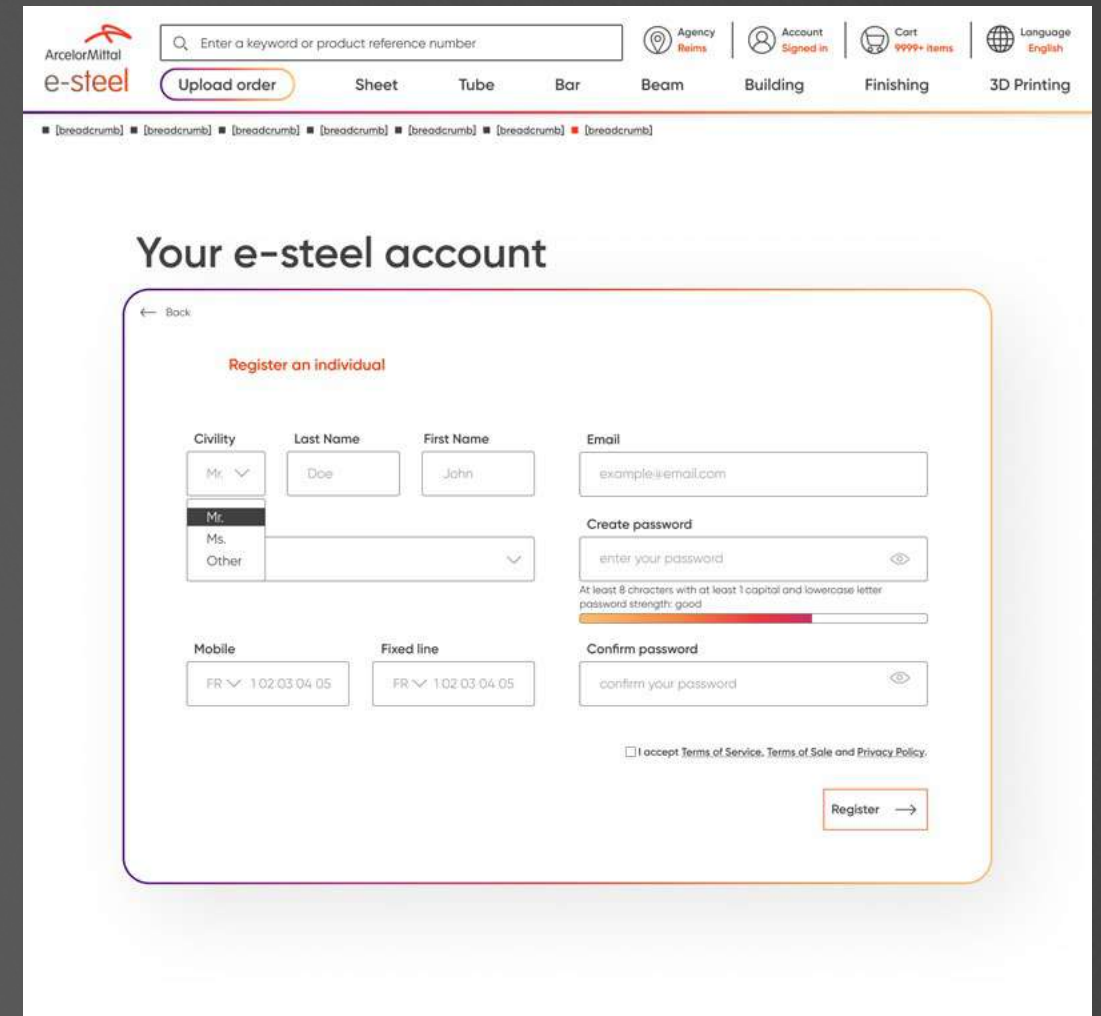 ArcelorMittal
e-steel
Enter a keyword or product reference number
Agency
Reims
Account
Signed in
Cart
9999+ items
Language
English
Upload order Sheet Tube Bar Beam Building Finishing 3D Printing
[breadcrumb] [breadcrumb] [breadcrumb] [breadcrumb] [breadcrumb] [breadcrumb] [breadcrumb]
Your e-steel account
Back
Register an individual
Civility Last Name First Name Email
Mr. Doe John example@email.com
Mr.
Ms.
Other
Create password
enter your password
At least 8 chracters with at least 1 capital and lowercase letter
password strength: good
Mobile Fixed line Confirm password
FR 1 02 03 04 05 FR 1 02 03 04 05 confirm your password
I accept Terms of Service, Terms of Sale and Privacy Policy.
Register